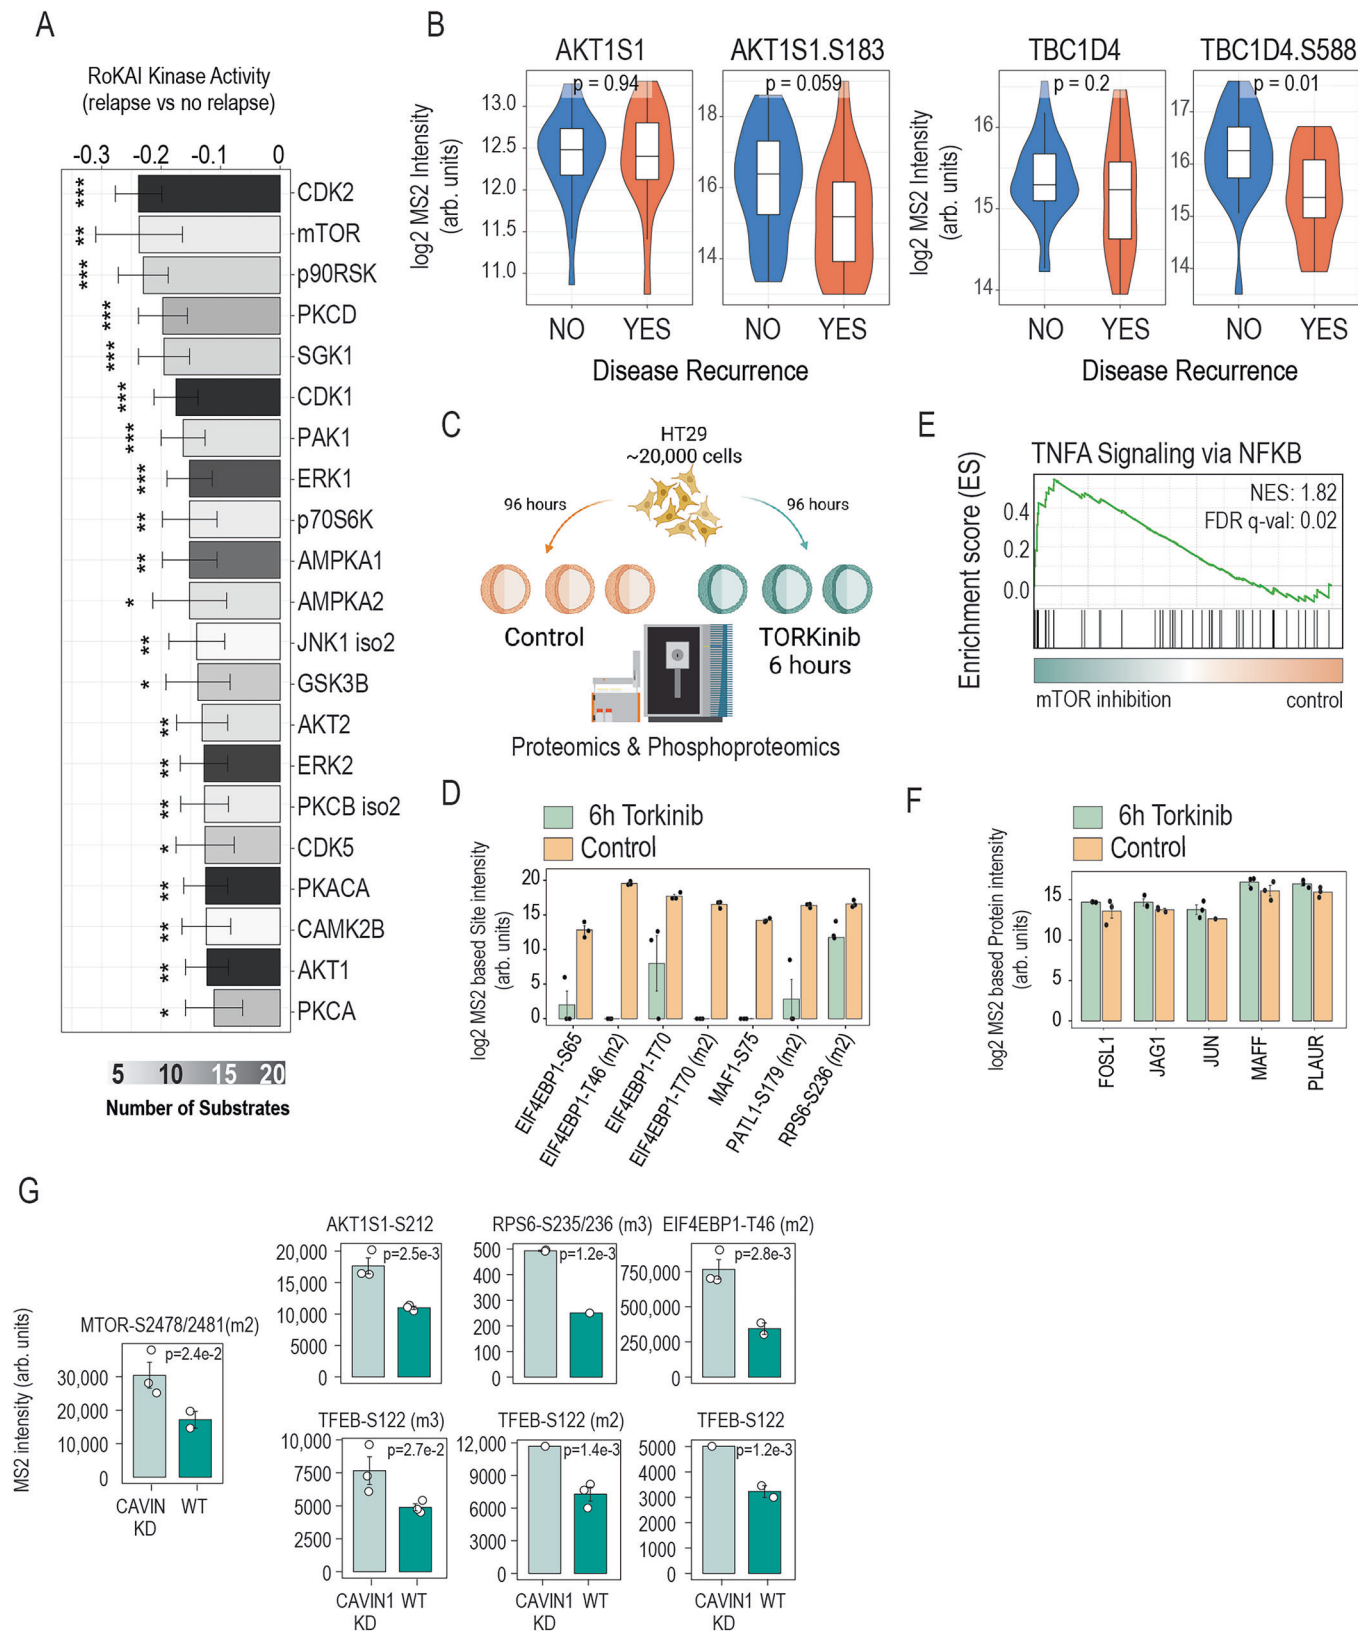 A
RoKAI Kinase Activity
(relapse vs no relapse)
-0.3 -0.2 -0.1 0
*** CDK2
** mTOR
*** p90RSK
*** PKCD
*** SGK1
*** CDK1
*** PAK1
*** ERK1
** p70S6K
** AMPKA1
* AMPKA2
** JNK1 iso2
* GSK3B
** AKT2
** ERK2
** PKCB iso2
* CDK5
** PKACA
** CAMK2B
** AKT1
* PKCA
5 10 15 20
Number of Substrates
B
AKT1S1
p = 0.94
13.0
12.5
12.0
11.5
11.0
log2 MS2 Intensity
(arb. units)
NO YES
AKT1S1.S183
p = 0.059
18
16
14
NO YES
Disease Recurrence
TBC1D4
p = 0.2
16
15
14
log2 MS2 Intensity
(arb. units)
NO YES
TBC1D4.S588
p = 0.01
17
16
15
14
NO YES
Disease Recurrence
C
HT29
~20,000 cells
96 hours 96 hours
Control
TORKinib
6 hours
Proteomics & Phosphoproteomics
E
TNFA Signaling via NFKB
NES: 1.82
FDR q-val: 0.02
Enrichment score (ES)
0.4
0.2
0.0
mTOR inhibition control
D
6h Torkinib
Control
log2 MS2 based Site intensity
(arb. units)
20
15
10
5
0
EIF4EBP1-S65
EIF4EBP1-T46 (m2)
EIF4EBP1-T70
EIF4EBP1-T70 (m2)
MAF1-S75
PATL1-S179 (m2)
RPS6-S236 (m2)
F
6h Torkinib
Control
log2 MS2 based Protein intensity
(arb. units)
15
10
5
0
FOSL1
JAG1
JUN
MAFF
PLAUR
G
MS2 intensity (arb. units)
MTOR-S2478/2481(m2)
p=2.4e-2
30,000
20,000
10,000
0
CAVIN WT
KD
AKT1S1-S212
p=2.5e-3
20,000
15,000
10,000
5000
0
RPS6-S235/236 (m3)
p=1.2e-3
500
400
300
200
100
0
EIF4EBP1-T46 (m2)
p=2.8e-3
750,000
500,000
250,000
0
TFEB-S122 (m3)
p=2.7e-2
10,000
7500
5000
2500
0
CAVIN1 WT
KD
TFEB-S122 (m2)
p=1.4e-3
12,000
9000
6000
3000
0
CAVIN1 WT
KD
TFEB-S122
p=1.2e-3
5000
4000
3000
2000
1000
0
CAVIN1 WT
KD